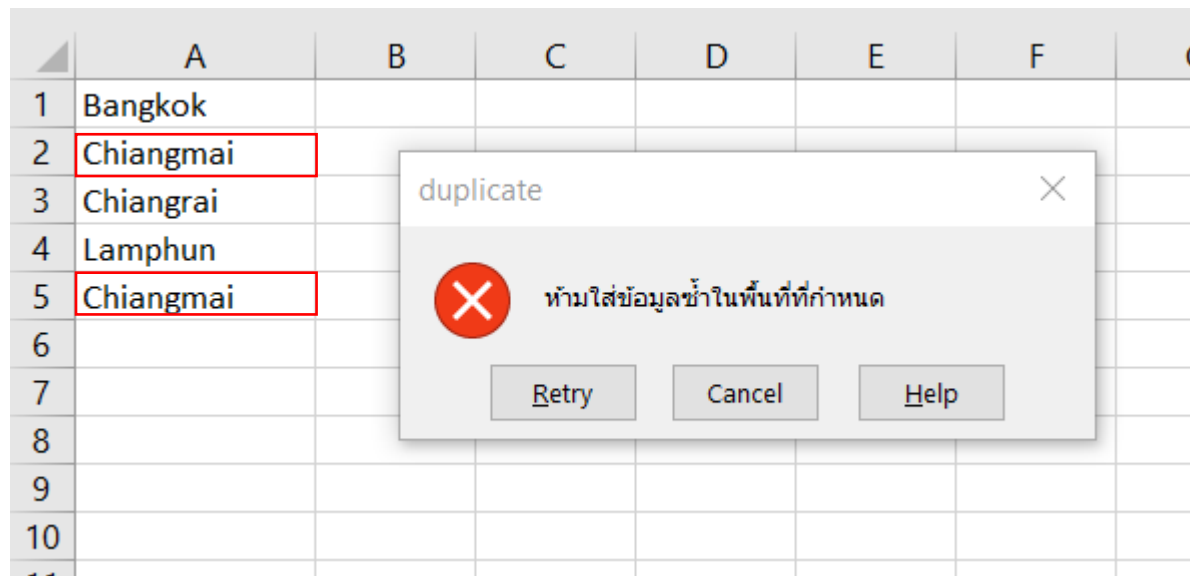 A B C D E F
1 Bangkok
2 Chiangmai
3 Chiangrai
4 Lamphun
5 Chiangmai
6
7
8
9
10
duplicate
ห้ามใส่ข้อมูลซ้ำในพื้นที่ที่กำหนด
Retry Cancel Help